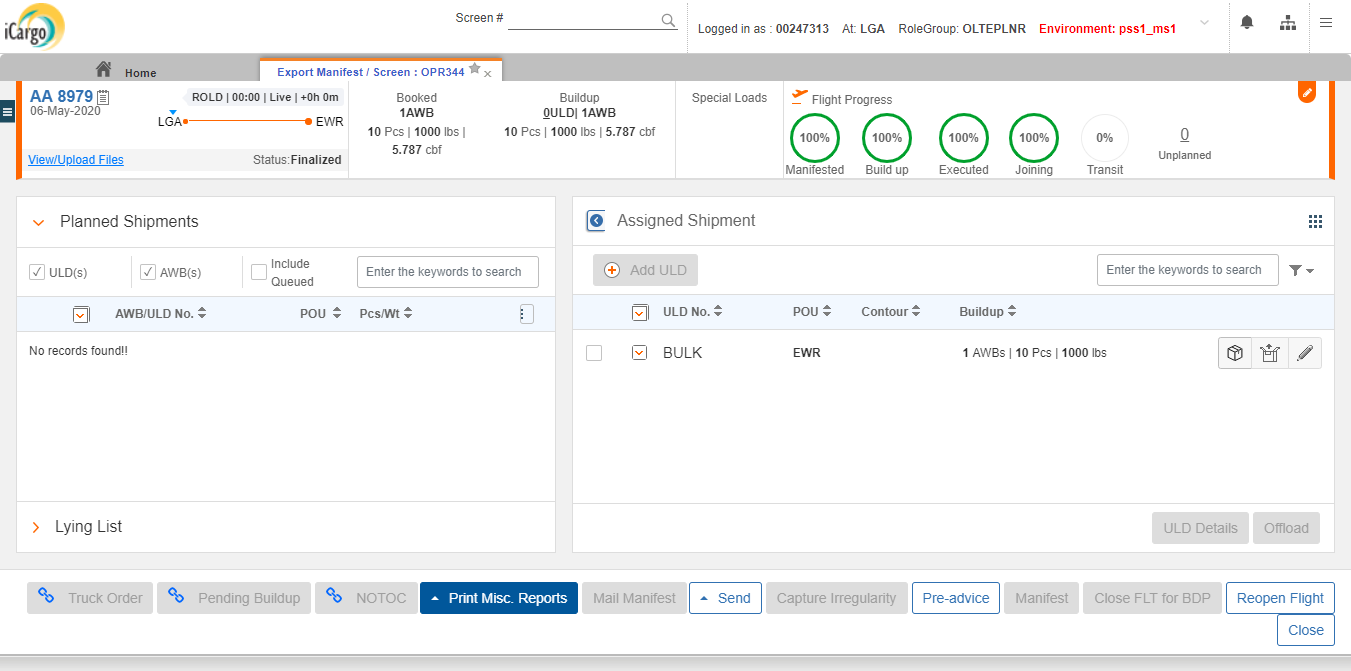 iCargo
Screen #
Logged in as : 00247313 At: LGA RoleGroup: OLTEPLNR Environment: pss1_ms1
Home
Export Manifest / Screen : OPR344
AA 8979
06-May-2020
ROLD | 00:00 | Live | +0h 0m
LGA EWR
View/Upload Files Status:Finalized
Booked
1AWB
10 Pcs | 1000 lbs |
5.787 cbf
Buildup
0ULD| 1AWB
10 Pcs | 1000 lbs | 5.787 cbf
Special Loads
Flight Progress
100% 100% 100% 100% 0% 0
Manifested Build up Executed Joining Transit Unplanned
Planned Shipments
ULD(s) AWB(s) Include
Queued
Enter the keywords to search
AWB/ULD No. POU Pcs/Wt
No records found!!
Lying List
Assigned Shipment
Add ULD Enter the keywords to search
ULD No. POU Contour Buildup
BULK EWR 1 AWBs | 10 Pcs | 1000 lbs
ULD Details Offload
Truck Order Pending Buildup NOTOC Print Misc. Reports Mail Manifest Send Capture Irregularity Pre-advice Manifest Close FLT for BDP Reopen Flight
Close